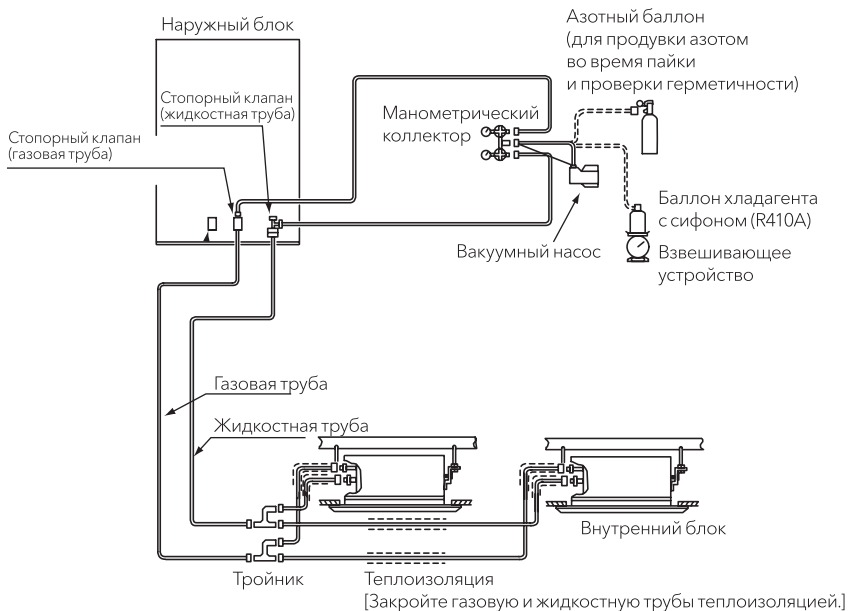 Наружный блок
Азотный баллон
(для продувки азотом
во время пайки
и проверки герметичности)
Стопорный клапан
(жидкостная труба)
Манометрический
коллектор
Стопорный клапан
(газовая труба)
Баллон хладагента
с сифоном (R410A)
Вакуумный насос
Взвешивающее
устройство
Газовая труба
Жидкостная труба
Внутренний блок
Тройник
Теплоизоляция
[Закройте газовую и жидкостную трубы теплоизоляцией.]